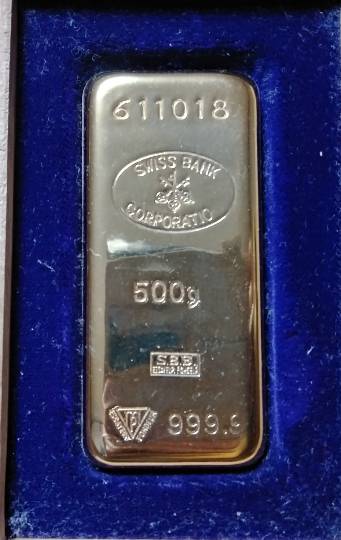 611018
SWISS BANK
CORPORATIO
500g
S.B.B.
999.9